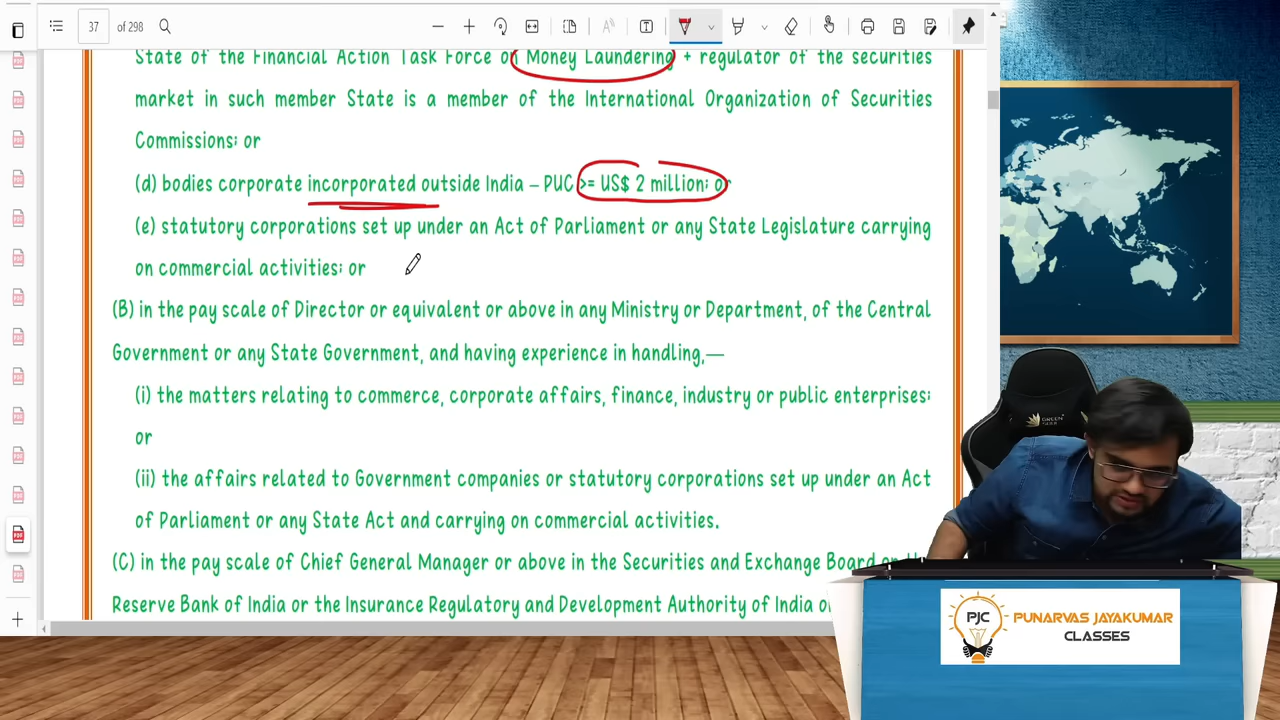 37 of 298
State of the Financial Action Task Force on Money Laundering + regulator of the securities
market in such member State is a member of the International Organization of Securities
Commissions; or
(d) bodies corporate incorporated outside India – PUC >= US$ 2 million; or
(e) statutory corporations set up under an Act of Parliament or any State Legislature carrying
on commercial activities; or
(B) in the pay scale of Director or equivalent or above in any Ministry or Department, of the Central
Government or any State Government, and having experience in handling,—
(i) the matters relating to commerce, corporate affairs, finance, industry or public enterprises;
or
(ii) the affairs related to Government companies or statutory corporations set up under an Act
of Parliament or any State Act and carrying on commercial activities.
(C) in the pay scale of Chief General Manager or above in the Securities and Exchange Board
Reserve Bank of India or the Insurance Regulatory and Development Authority of India or
GREEN
PJC
PUNARVAS JAYAKUMAR
CLASSES